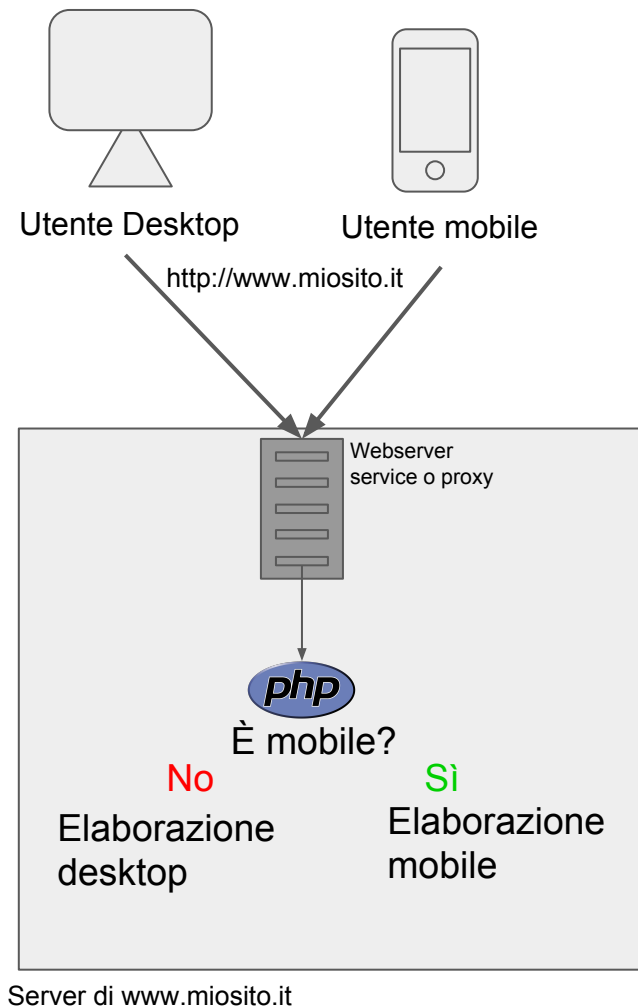 Utente Desktop
Utente mobile
http://www.miosito.it
Webserver
service o proxy
php
È mobile?
No
Sì
Elaborazione
desktop
Elaborazione
mobile
Server di www.miosito.it